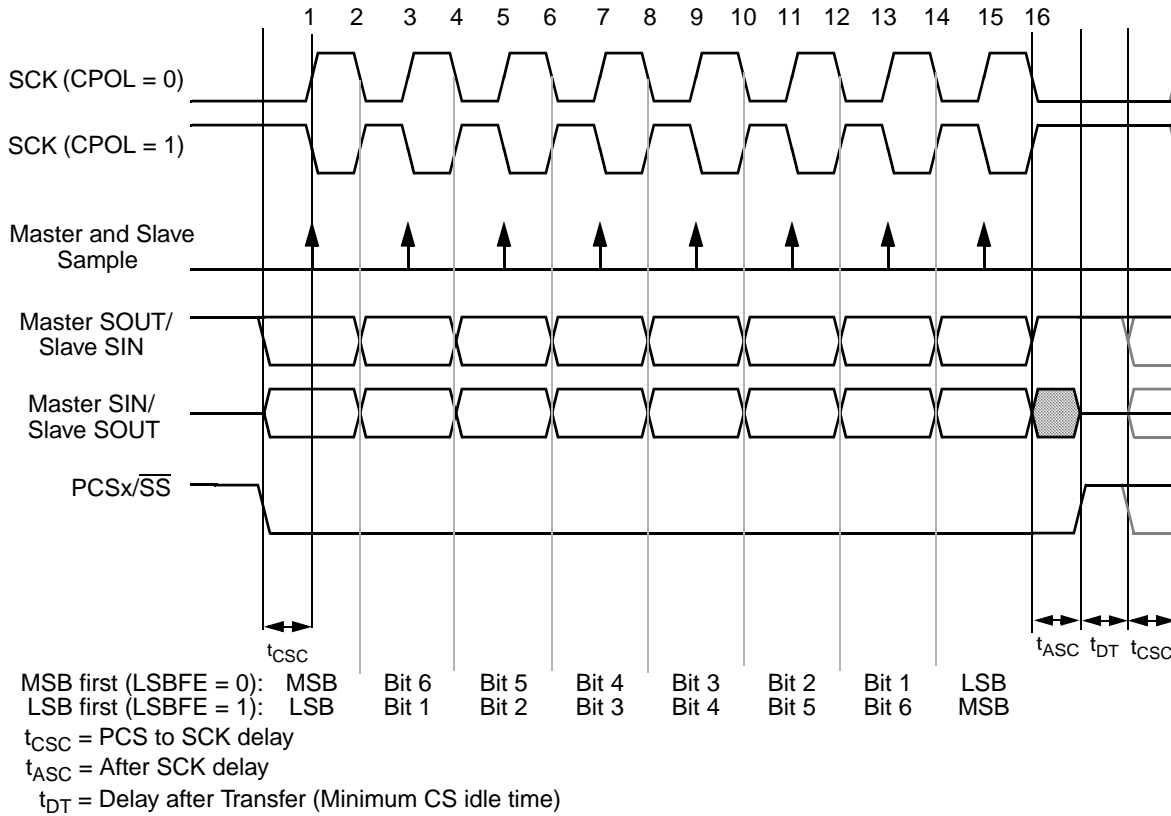 1 2 3 4 5 6 7 8 9 10 11 12 13 14 15 16
SCK (CPOL = 0)
SCK (CPOL = 1)
Master and Slave
Sample
Master SOUT/
Slave SIN
Master SIN/
Slave SOUT
PCSx/SS
tCSC tASC tDT tCSC
MSB first (LSBFE = 0): MSB Bit 6 Bit 5 Bit 4 Bit 3 Bit 2 Bit 1 LSB
LSB first (LSBFE = 1): LSB Bit 1 Bit 2 Bit 3 Bit 4 Bit 5 Bit 6 MSB
tCSC = PCS to SCK delay
tASC = After SCK delay
tDT = Delay after Transfer (Minimum CS idle time)